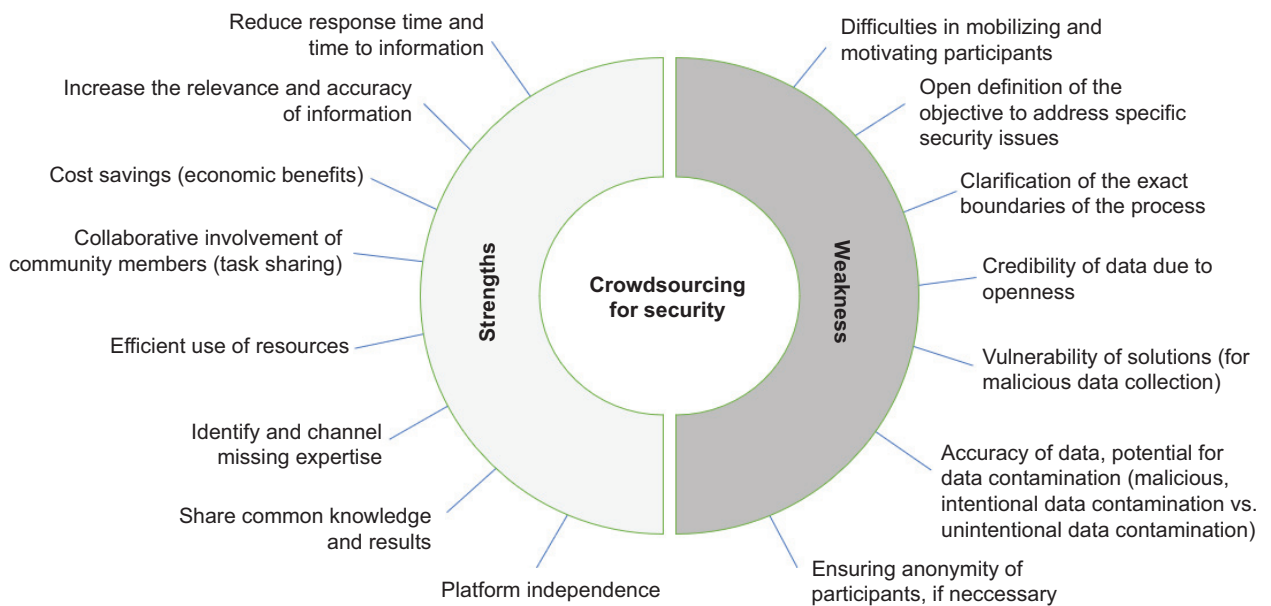 Reduce response time and
time to information
Increase the relevance and accuracy
of information
Cost savings (economic benefits)
Collaborative involvement of
community members (task sharing)
Efficient use of resources
Identify and channel
missing expertise
Share common knowledge
and results
Platform independence
Strengths
Crowdsourcing
for security
Weakness
Difficulties in mobilizing and
motivating participants
Open definition of the
objective to address specific
security issues
Clarification of the exact
boundaries of the process
Credibility of data due to
openness
Vulnerability of solutions (for
malicious data collection)
Accuracy of data, potential for
data contamination (malicious,
intentional data contamination vs.
unintentional data contamination)
Ensuring anonymity of
participants, if neccessary